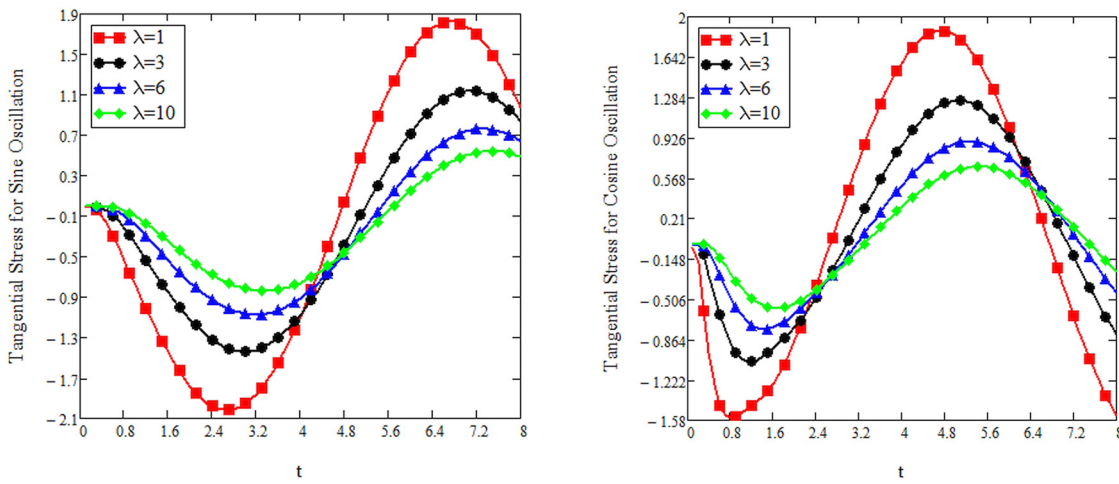 Tangential Stress for Sine Oscillation
1.9
1.5
1.1
0.7
0.3
−0.1
−0.5
−0.9
−1.3
−1.7
−2.1
λ=1
λ=3
λ=6
λ=10
0 0.8 1.6 2.4 3.2 4 4.8 5.6 6.4 7.2 8
t
Tangential Stress for Cosine Oscillation
2
1.642
1.284
0.926
0.568
0.21
−0.148
−0.506
−0.864
−1.222
−1.58
λ=1
λ=3
λ=6
λ=10
0 0.8 1.6 2.4 3.2 4 4.8 5.6 6.4 7.2 8
t